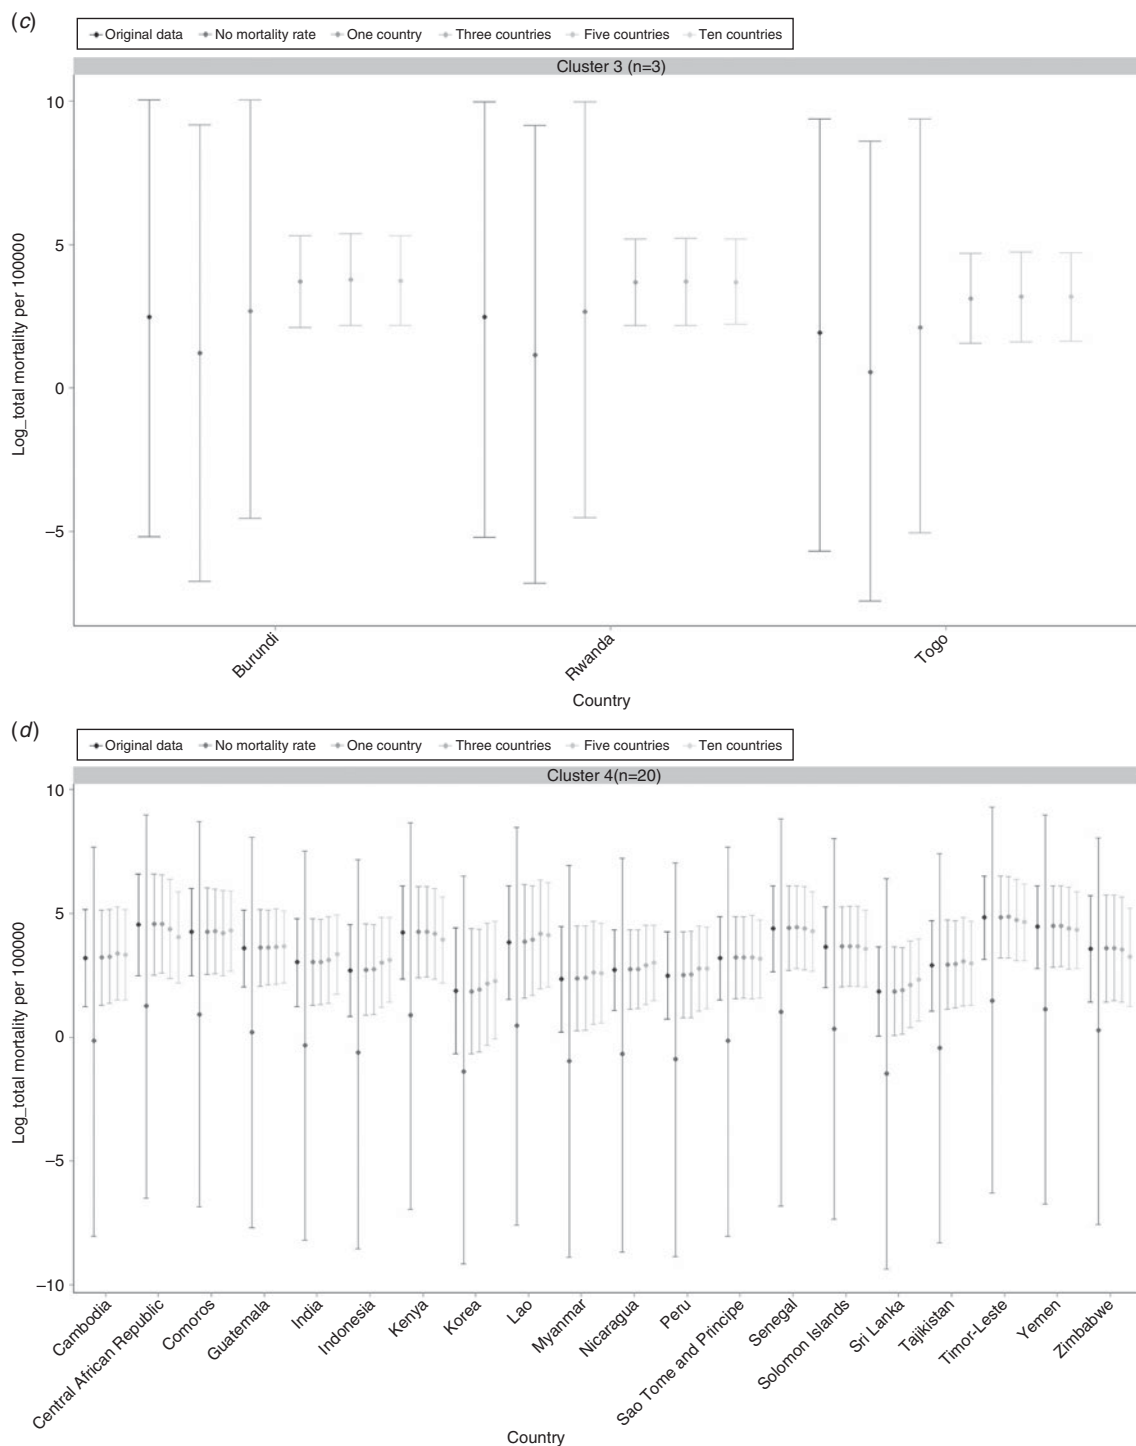 (c)
Original data No mortality rate One country Three countries Five countries Ten countries
Cluster 3 (n=3)
10
5
0
–5
Log_total mortality per 100000
Burundi
Rwanda
Togo
Country
(d)
Original data No mortality rate One country Three countries Five countries Ten countries
Cluster 4(n=20)
10
5
0
–5
–10
Log_total mortality per 100000
Cambodia
Central African Republic
Comoros
Guatemala
India
Indonesia
Kenya
Korea
Lao
Myanmar
Nicaragua
Peru
Sao Tome and Principe
Senegal
Solomon Islands
Sri Lanka
Tajikistan
Timor-Leste
Yemen
Zimbabwe
Country